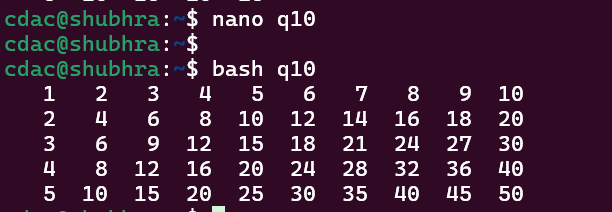 cdac@shubhra:~$ nano q10
cdac@shubhra:~$
cdac@shubhra:~$ bash q10
   1   2   3   4   5   6   7   8   9  10
   2   4   6   8  10  12  14  16  18  20
   3   6   9  12  15  18  21  24  27  30
   4   8  12  16  20  24  28  32  36  40
   5  10  15  20  25  30  35  40  45  50
cdac@shubhra:~$